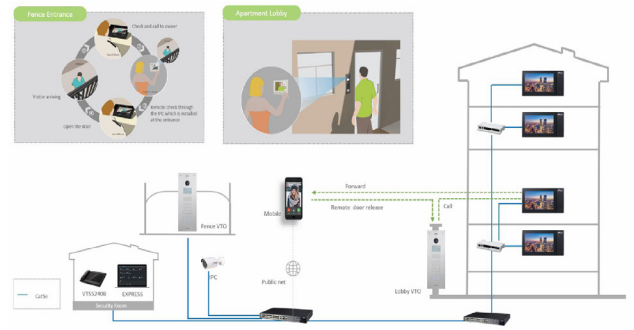 Fence Entrance
Check and call to owner
Visitor arriving
Remote check through
the IPC which is installed
at the entrance
Open the door
Apartment Lobby
Forward
Remote door release
Call
Mobile
Fence VTO
IPC
Public net
Lobby VTO
VTS5240B
EXPRESS
Security Room
Cable